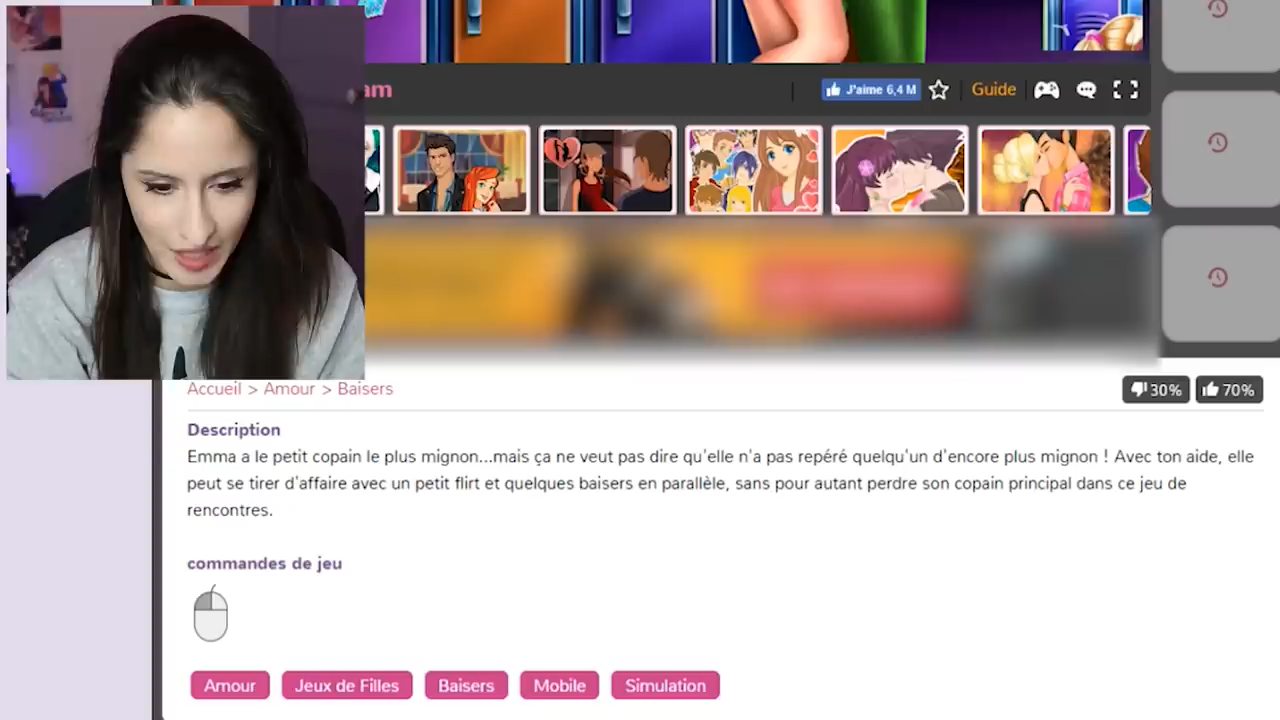 am
J'aime 6,4 M
Guide
Accueil > Amour > Baisers
30%
70%
Description
Emma a le petit copain le plus mignon...mais ça ne veut pas dire qu'elle n'a pas repéré quelqu'un d'encore plus mignon ! Avec ton aide, elle
peut se tirer d'affaire avec un petit flirt et quelques baisers en parallèle, sans pour autant perdre son copain principal dans ce jeu de
rencontres.
commandes de jeu
Amour
Jeux de Filles
Baisers
Mobile
Simulation